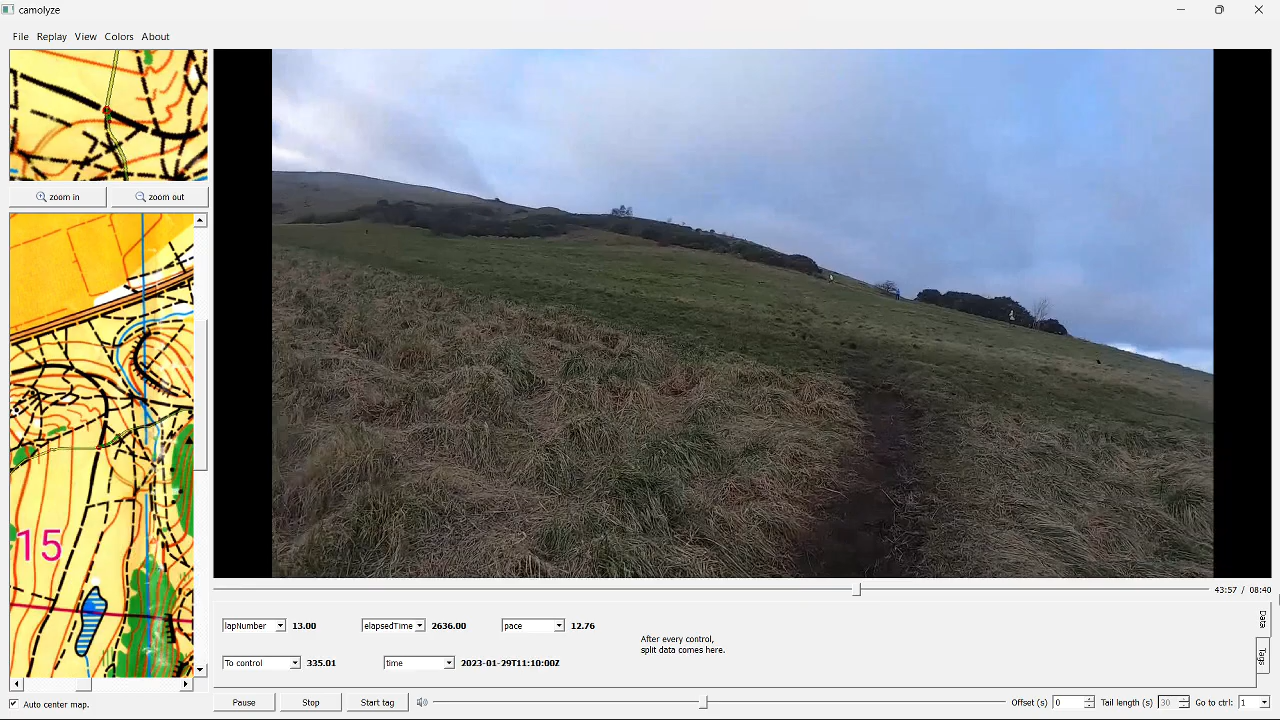 camolyze
File Replay View Colors About
zoom in zoom out
15
43:57 / 08:40
lapNumber 13.00 elapsedTime 2636.00 pace 12.76
After every control,
split data comes here.
To control 335.01 time 2023-01-29T11:10:00Z
Data
Tags
Auto center map.
Pause Stop Start tag Offset (s) 0 Tail length (s) 30 Go to ctrl: 1